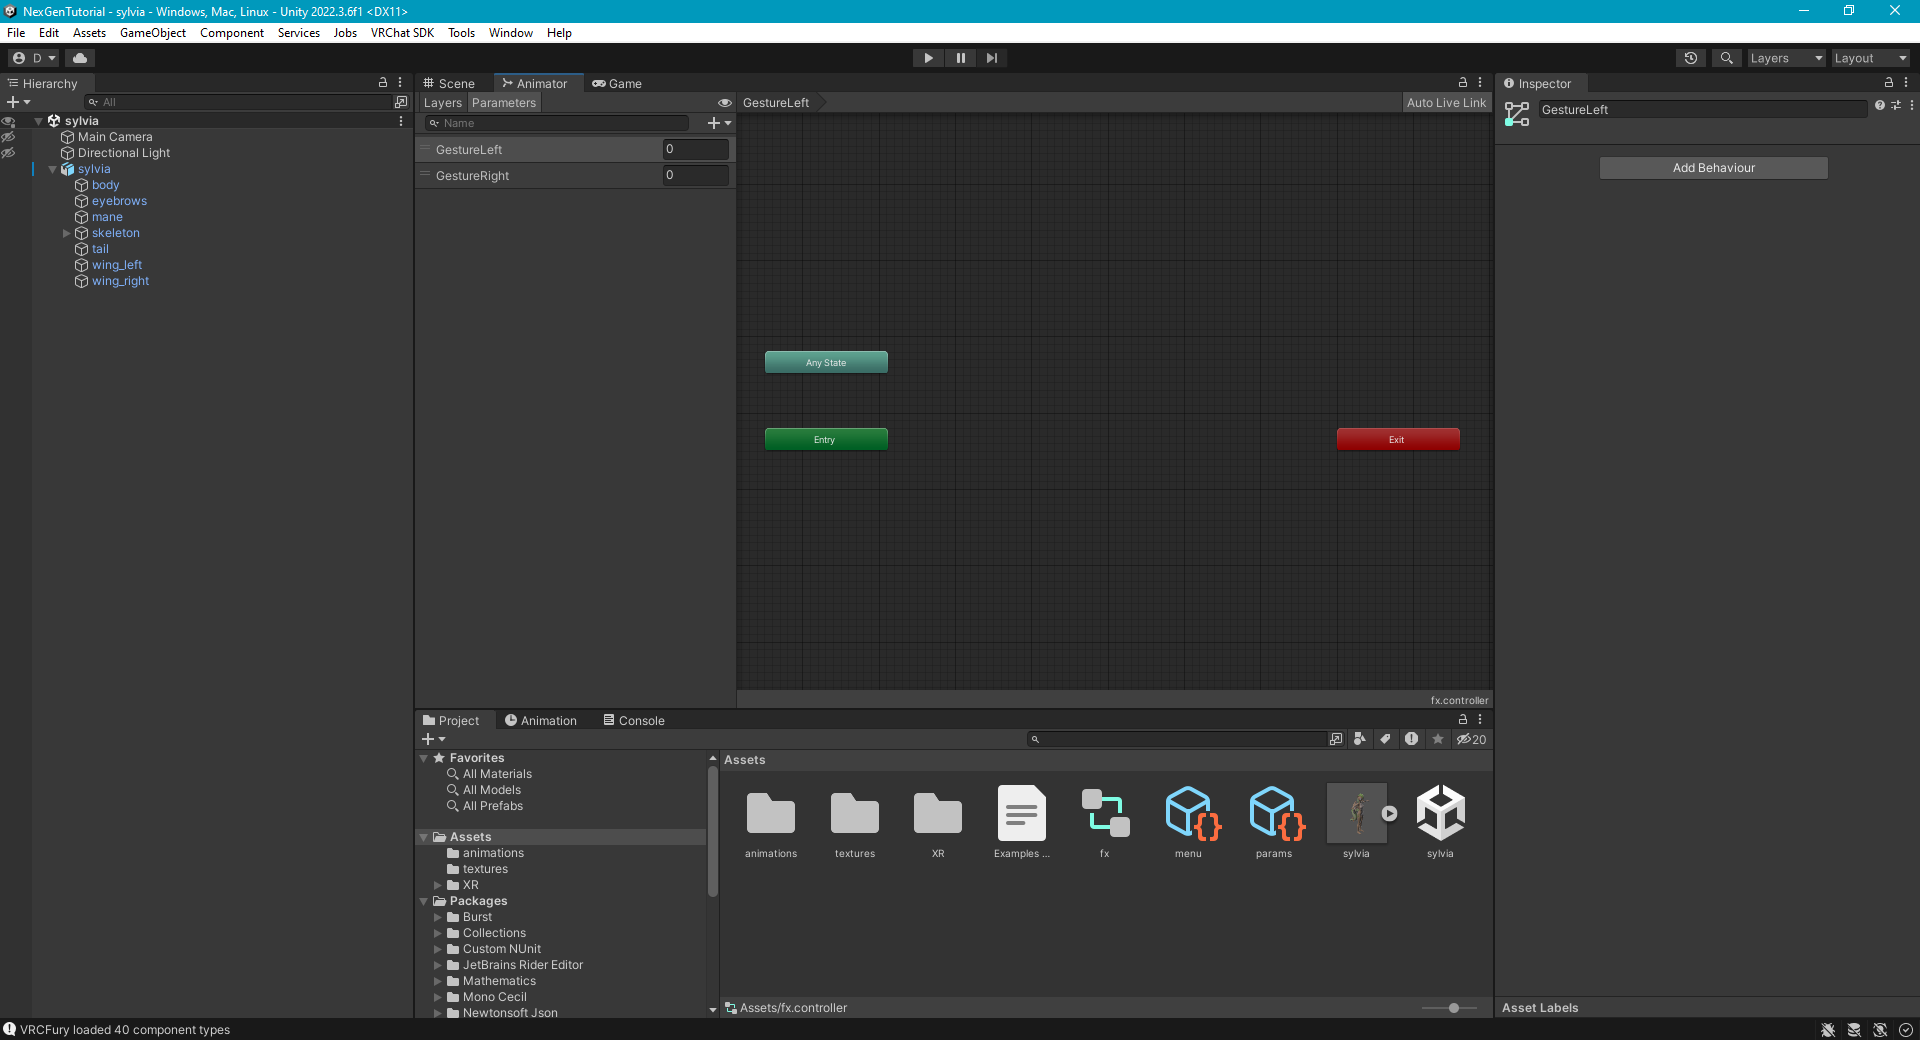 NexGenTutorial - sylvia - Windows, Mac, Linux - Unity 2022.3.6f1 <DX11>
File Edit Assets GameObject Component Services Jobs VRChat SDK Tools Window Help
D Layers Layout
Hierarchy
All
sylvia
Main Camera
Directional Light
sylvia
body
eyebrows
mane
skeleton
tail
wing_left
wing_right
Scene Animator Game
Layers Parameters GestureLeft Auto Live Link
Name
GestureLeft 0
GestureRight 0
Any State
Entry
Exit
fx.controller
Inspector
GestureLeft
Add Behaviour
Asset Labels
Project Animation Console
20
Favorites
All Materials
All Models
All Prefabs
Assets
animations
textures
XR
Packages
Burst
Collections
Custom NUnit
JetBrains Rider Editor
Mathematics
Mono Cecil
Newtonsoft Json
Assets
animations textures XR Examples ... fx menu params sylvia sylvia
Assets/fx.controller
VRCFury loaded 40 component types